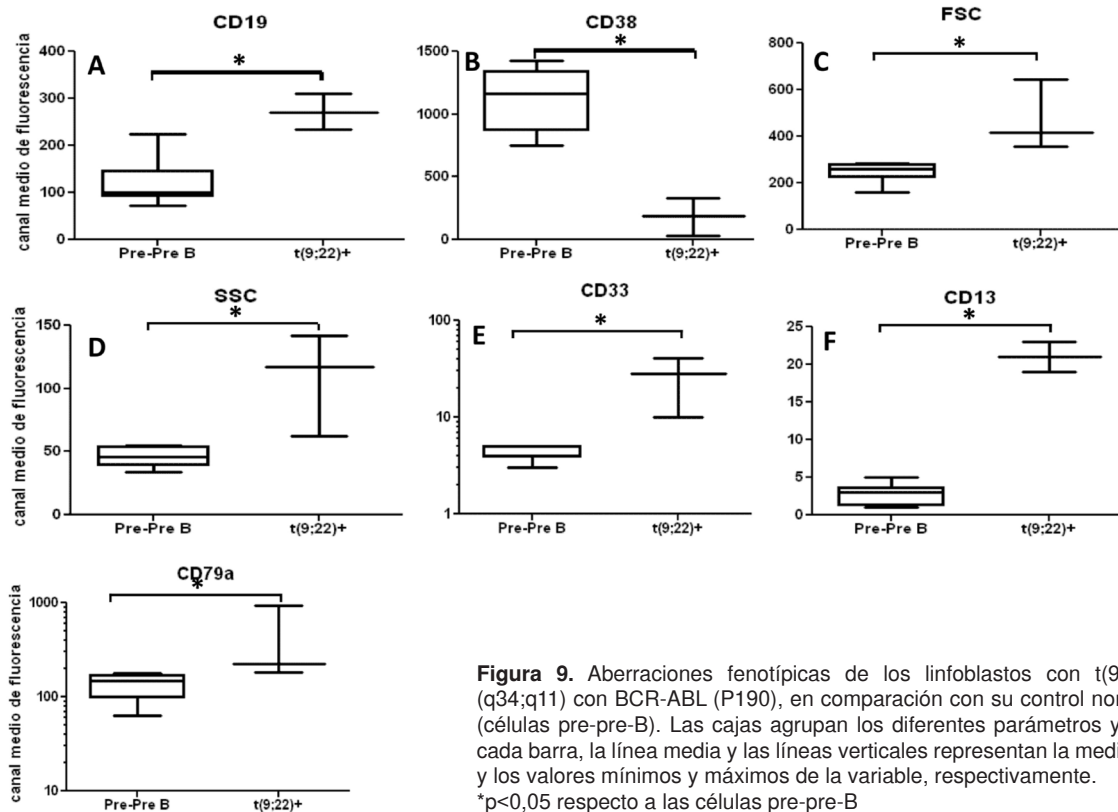 CD19
canal medio de fluorescencia
400
300
200
100
0
A
*
Pre-Pre B
t(9;22)+
CD38
1500
1000
500
0
B
*
Pre-Pre B
t(9;22)+
FSC
800
600
400
200
0
C
*
Pre-Pre B
t(9;22)+
SSC
canal medio de fluorescencia
150
100
50
0
D
*
Pre-Pre B
t(9;22)+
CD33
100
10
1
E
*
Pre-Pre B
t(9;22)+
CD13
25
20
15
10
5
0
F
*
Pre-Pre B
t(9;22)+
CD79a
canal medio de fluorescencia
1000
100
10
*
Pre-Pre B
t(9;22)+
Figura 9. Aberraciones fenotípicas de los linfoblastos con t(9
(q34;q11) con BCR-ABL (P190), en comparación con su control nor
(células pre-pre-B). Las cajas agrupan los diferentes parámetros y
cada barra, la línea media y las líneas verticales representan la medi
y los valores mínimos y máximos de la variable, respectivamente.
*p<0,05 respecto a las células pre-pre-B